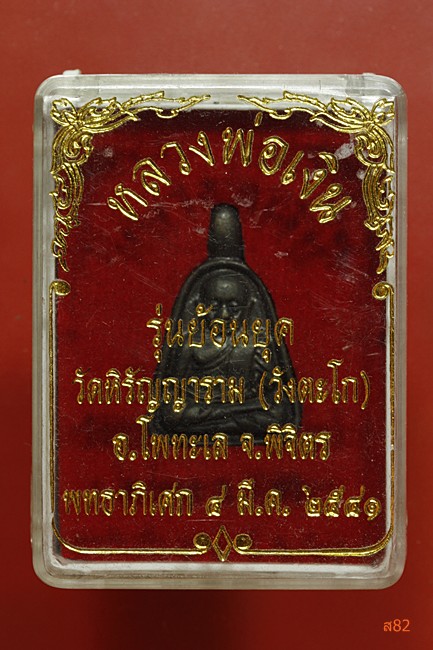 หลวงพ่อเงิน
รุ่นย้อนยุค
วัดหิรัญญาราม (วังตะโก)
อ.โพทะเล จ.พิจิตร
พุทธาภิเศก ๔ มี.ค. ๒๕๔๑
ส82